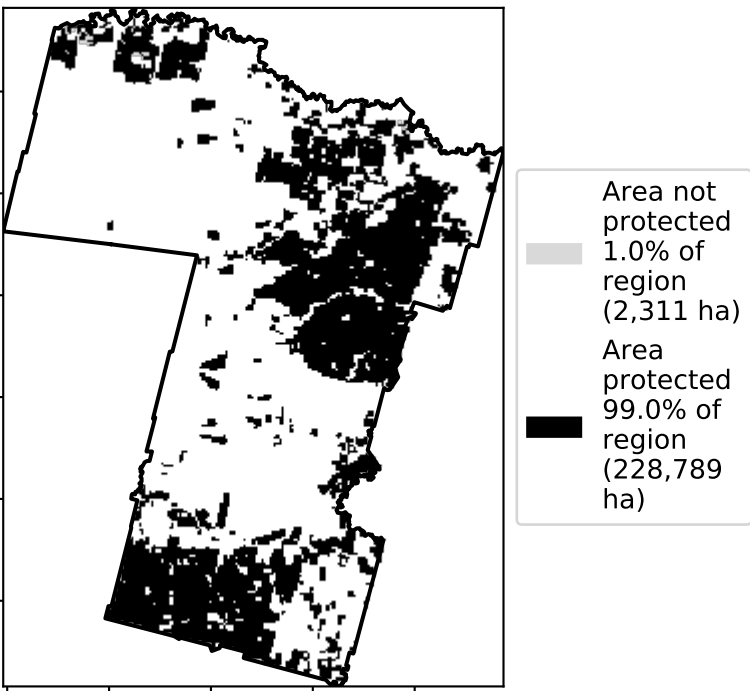 Area not
protected
1.0% of
region
(2,311 ha)
Area
protected
99.0% of
region
(228,789
ha)